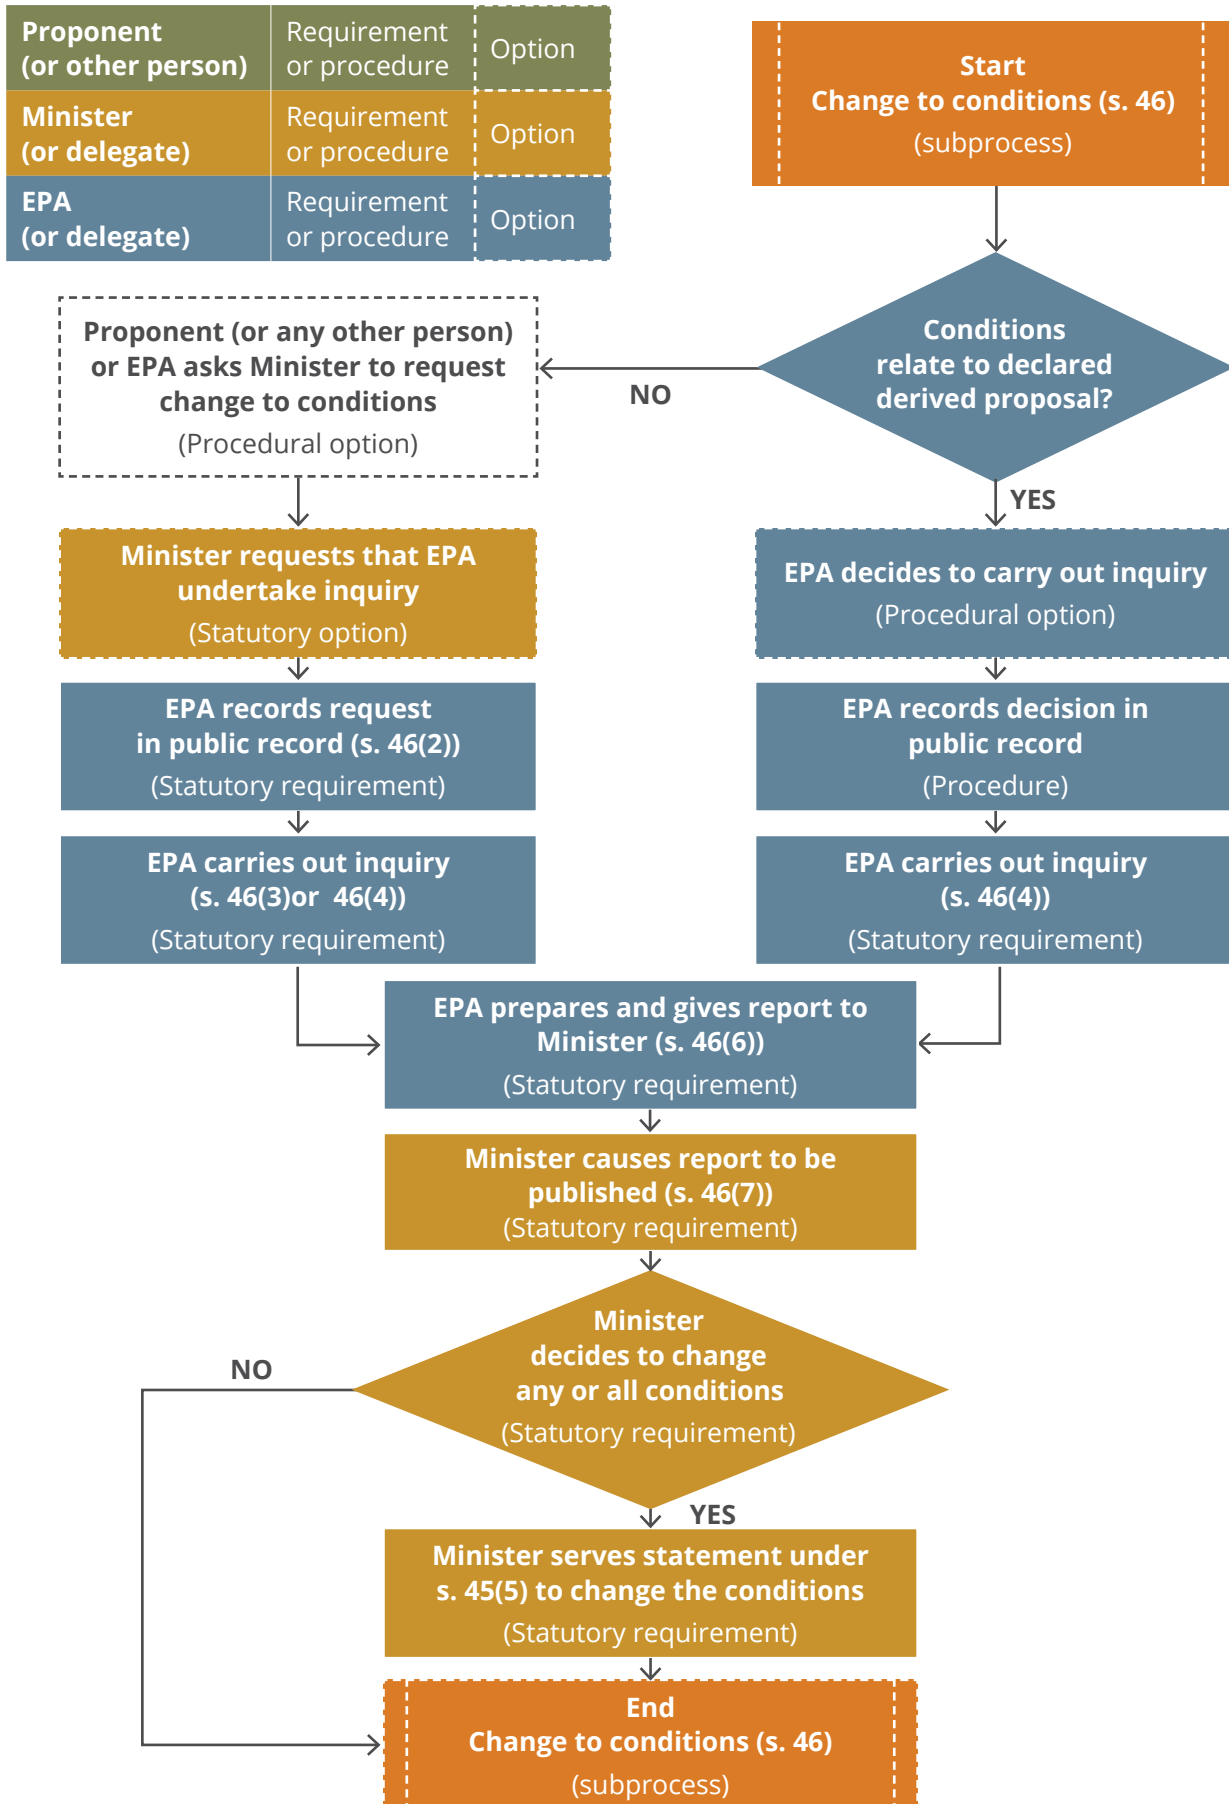 Proponent
(or other person)
Requirement
or procedure
Option
Minister
(or delegate)
Requirement
or procedure
Option
EPA
(or delegate)
Requirement
or procedure
Option
Start
Change to conditions (s. 46)
(subprocess)
Conditions
relate to declared
derived proposal?
NO
YES
Proponent (or any other person)
or EPA asks Minister to request
change to conditions
(Procedural option)
Minister requests that EPA
undertake inquiry
(Statutory option)
EPA records request
in public record (s. 46(2))
(Statutory requirement)
EPA carries out inquiry
(s. 46(3)or  46(4))
(Statutory requirement)
EPA decides to carry out inquiry
(Procedural option)
EPA records decision in
public record
(Procedure)
EPA carries out inquiry
(s. 46(4))
(Statutory requirement)
EPA prepares and gives report to
Minister (s. 46(6))
(Statutory requirement)
Minister causes report to be
published (s. 46(7))
(Statutory requirement)
Minister
decides to change
any or all conditions
(Statutory requirement)
NO
YES
Minister serves statement under
s. 45(5) to change the conditions
(Statutory requirement)
End
Change to conditions (s. 46)
(subprocess)